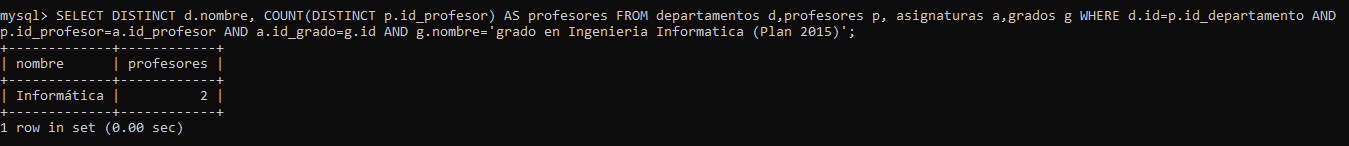 mysql> SELECT DISTINCT d.nombre, COUNT(DISTINCT p.id_profesor) AS profesores FROM departamentos d,profesores p, asignaturas a,grados g WHERE d.id=p.id_departamento AND
p.id_profesor=a.id_profesor AND a.id_grado=g.id AND g.nombre='grado en Ingenieria Informatica (Plan 2015)';
+-------------+------------+
| nombre      | profesores |
+-------------+------------+
| Informática |          2 |
+-------------+------------+
1 row in set (0.00 sec)